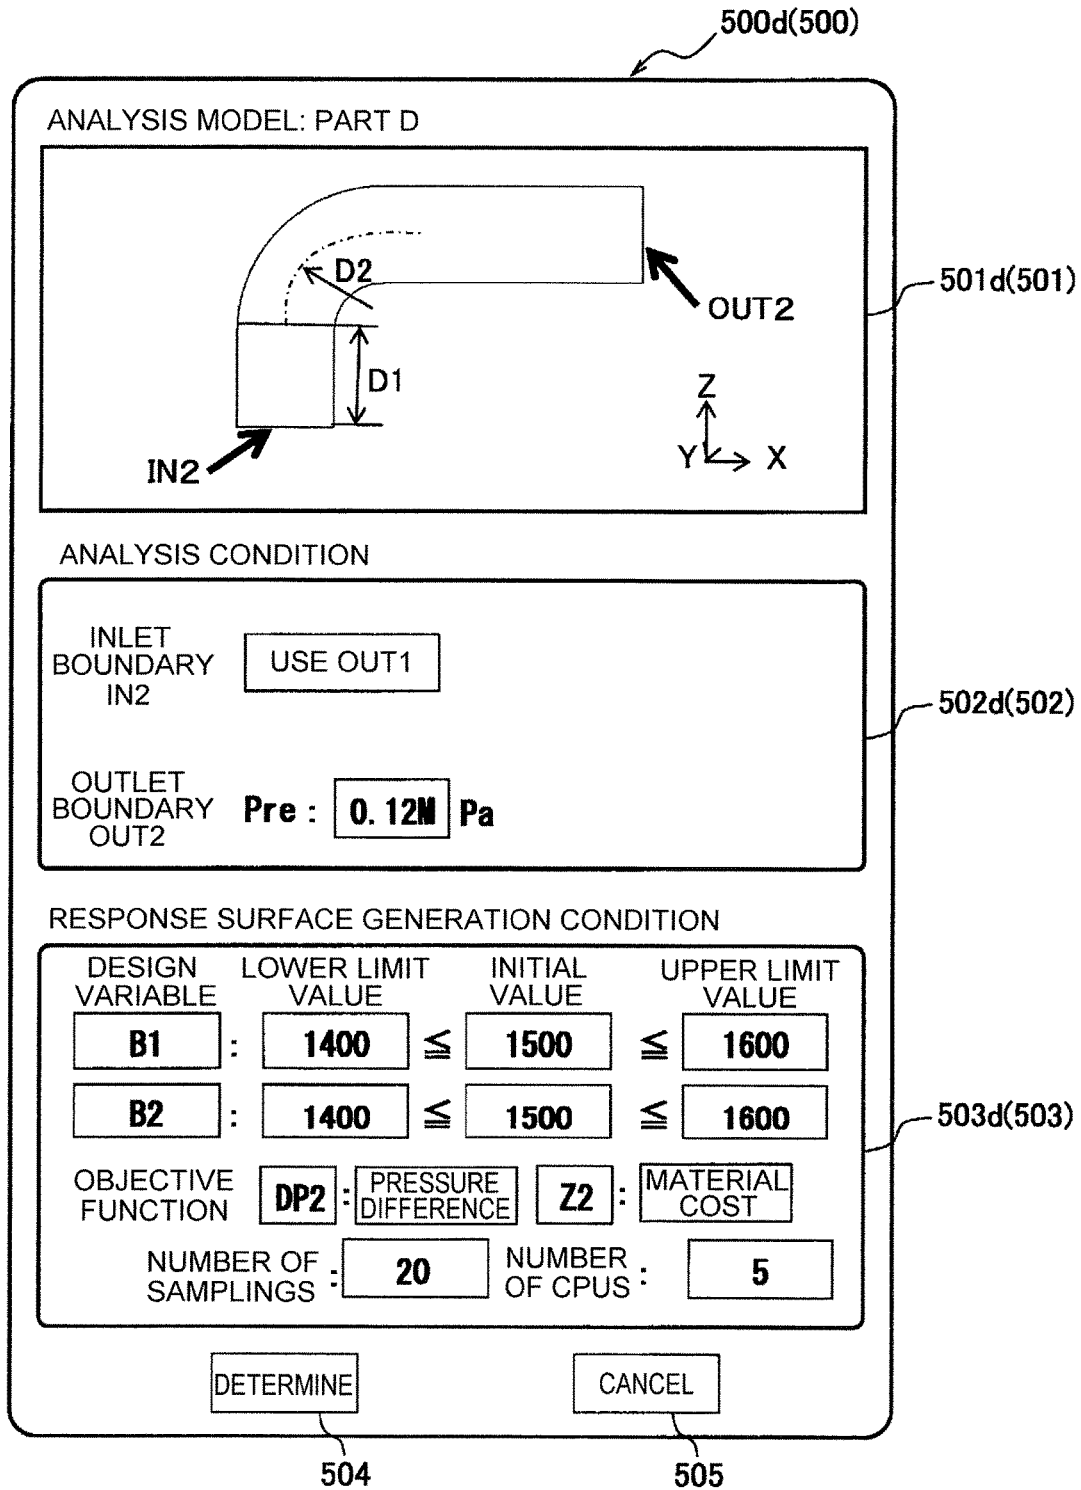 500d(500)
ANALYSIS MODEL: PART D
D2
OUT2
501d(501)
D1
Z
Y X
IN2
ANALYSIS CONDITION
INLET
BOUNDARY
IN2
USE OUT1
502d(502)
OUTLET
BOUNDARY
OUT2
Pre : 0.12M Pa
RESPONSE SURFACE GENERATION CONDITION
DESIGN
VARIABLE
LOWER LIMIT
VALUE
INITIAL
VALUE
UPPER LIMIT
VALUE
B1 : 1400 ≦ 1500 ≦ 1600
B2 : 1400 ≦ 1500 ≦ 1600
503d(503)
OBJECTIVE
FUNCTION
DP2 :
PRESSURE
DIFFERENCE
Z2 :
MATERIAL
COST
NUMBER OF
SAMPLINGS :
20
NUMBER
OF CPUS :
5
DETERMINE
CANCEL
504
505